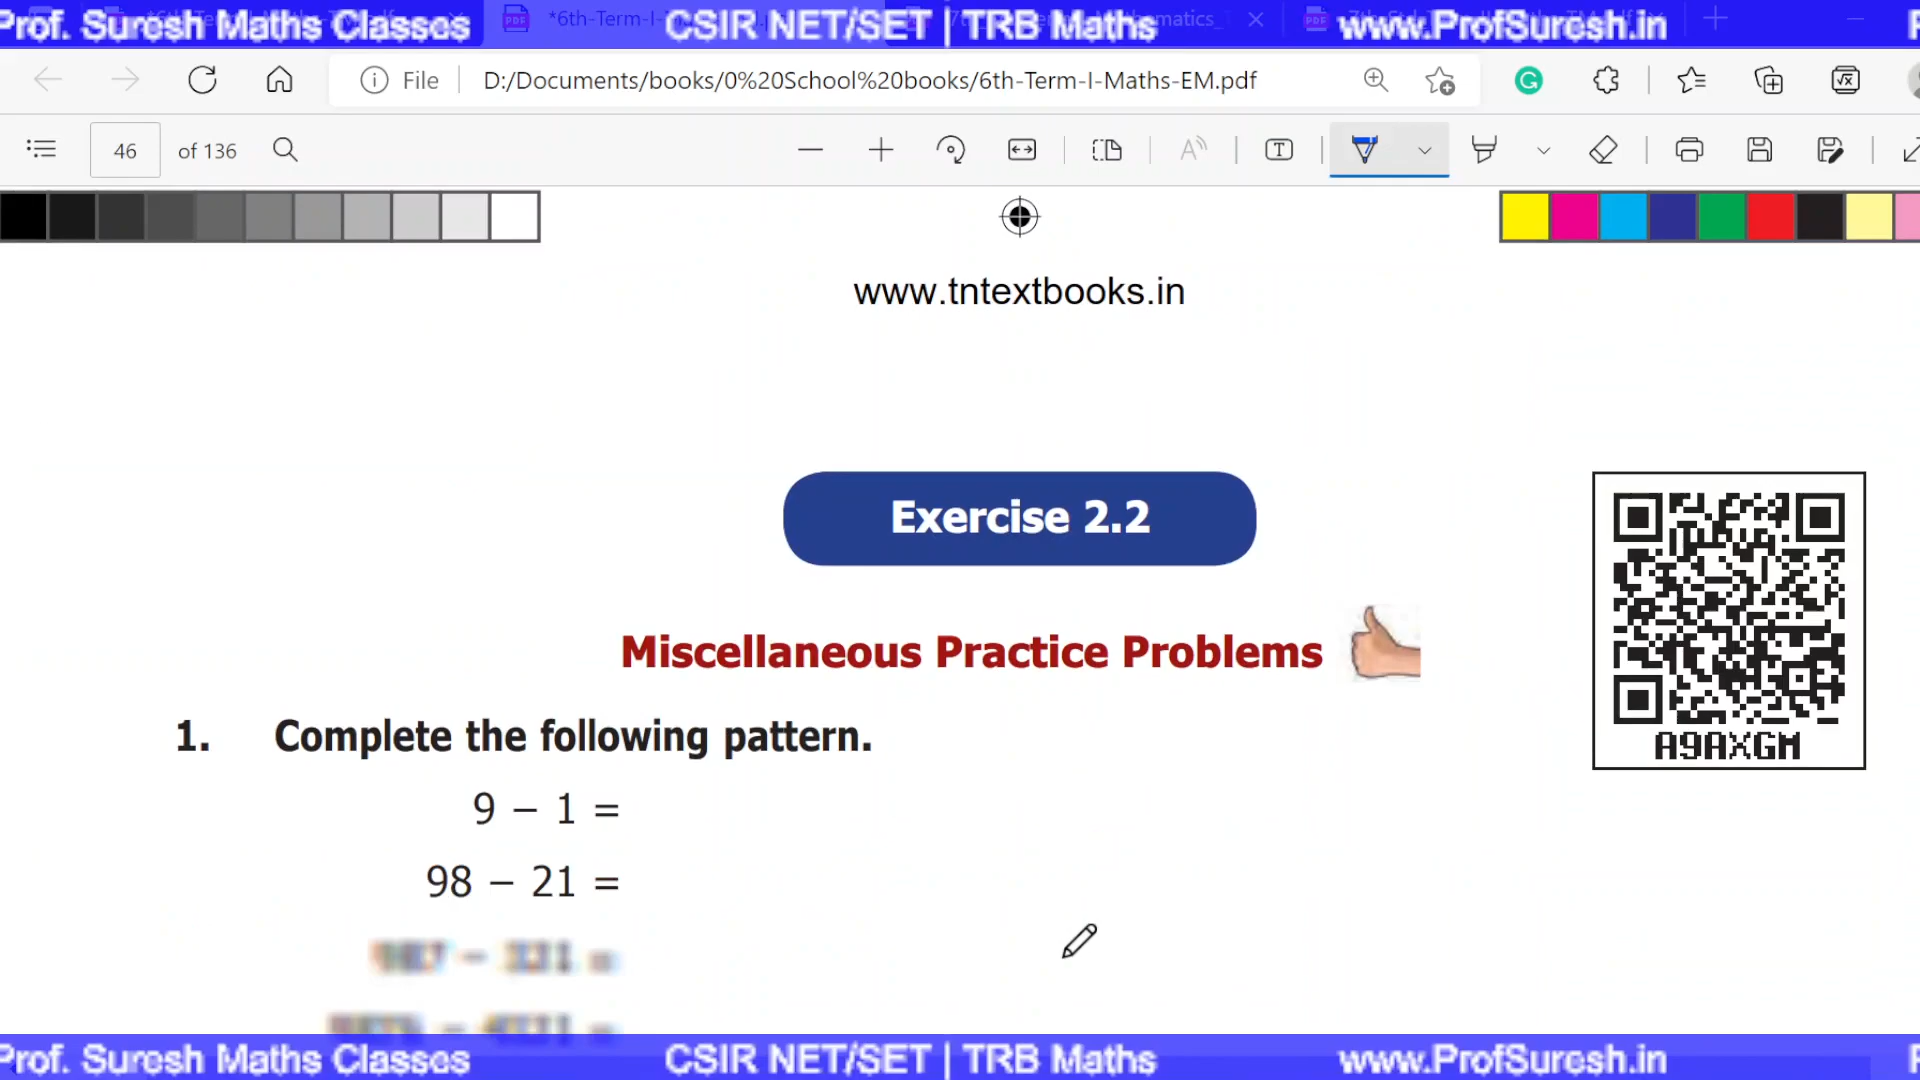 Prof. Suresh Maths Classes CSIR NET/SET | TRB Maths www.ProfSuresh.in
File D:/Documents/books/0%20School%20books/6th-Term-I-Maths-EM.pdf
46 of 136
www.tntextbooks.in
Exercise 2.2
Miscellaneous Practice Problems
A9AXGM
1. Complete the following pattern.
9 – 1 =
98 – 21 =
987 – 321 =
Prof. Suresh Maths Classes CSIR NET/SET | TRB Maths www.ProfSuresh.in